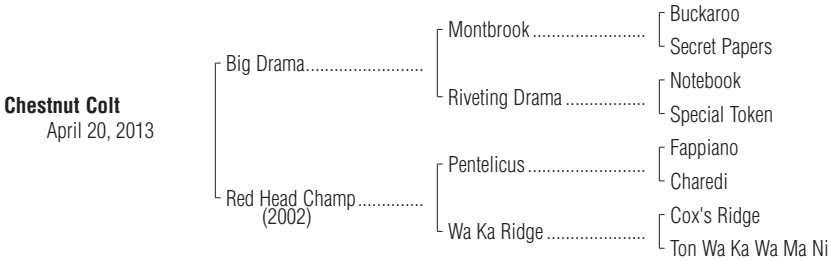 Buckaroo
Montbrook
Secret Papers
Big Drama
Notebook
Riveting Drama
Special Token
Chestnut Colt
April 20, 2013
Fappiano
Pentelicus
Charedi
Red Head Champ
(2002)
Cox's Ridge
Wa Ka Ridge
Ton Wa Ka Wa Ma Ni